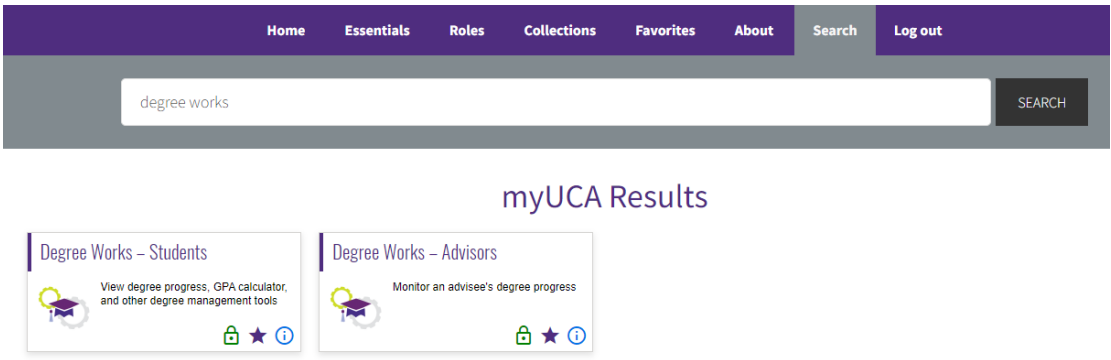 Home Essentials Roles Collections Favorites About Search Log out
degree works SEARCH
myUCA Results
Degree Works – Students
View degree progress, GPA calculator,
and other degree management tools
Degree Works – Advisors
Monitor an advisee's degree progress